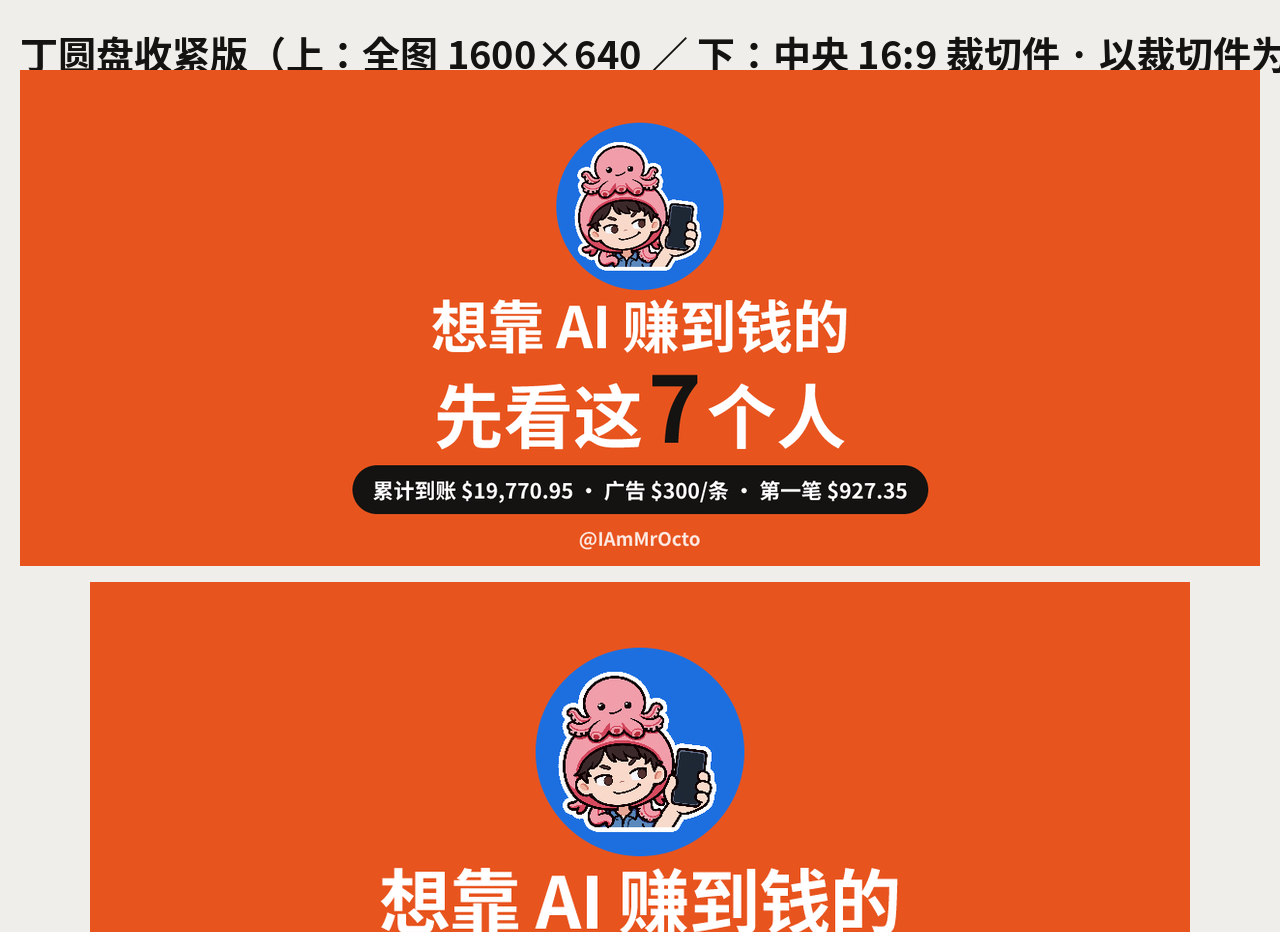 丁圆盘收紧版（上：全图 1600×640 ／ 下：中央 16:9 裁切件 · 以裁切件为
想靠 AI 赚到钱的
先看这7个人
累计到账 $19,770.95 · 广告 $300/条 · 第一笔 $927.35
@IAmMrOcto
想靠 AI 赚到钱的